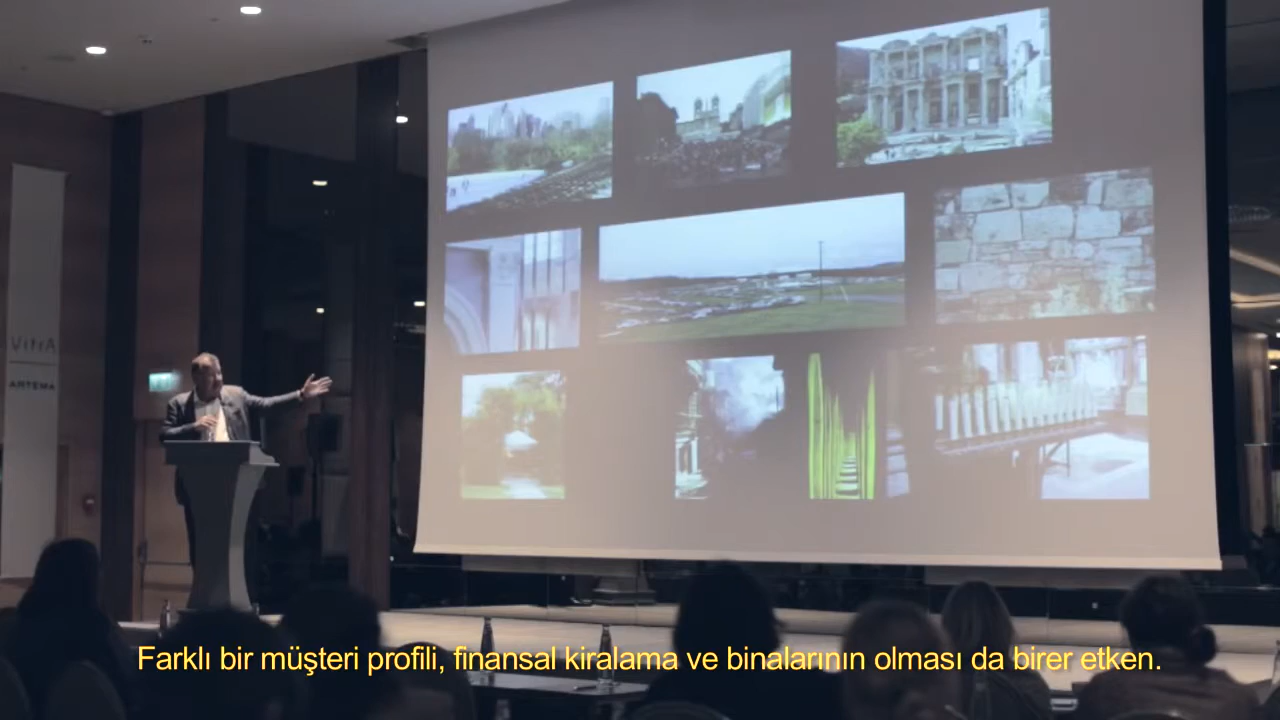 VitrA
ARTEMA
Farklı bir müşteri profili, finansal kiralama ve binalarının olması da birer etken.